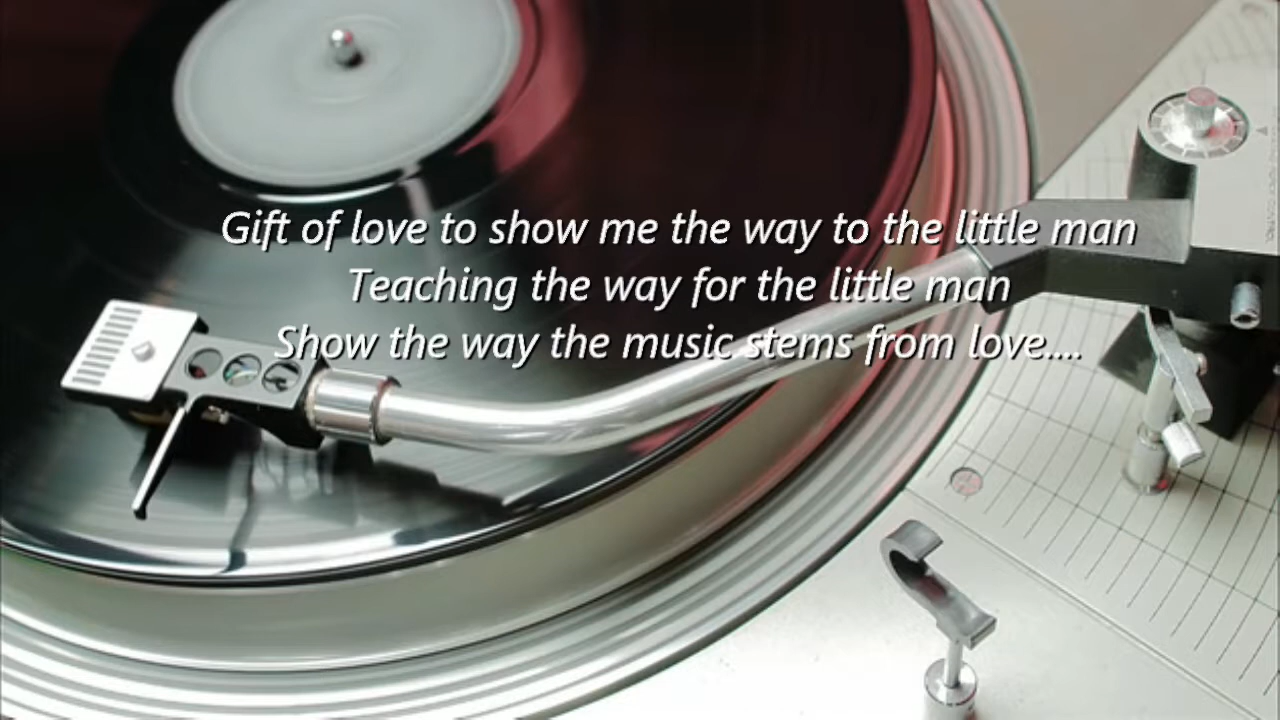 Gift of love to show me the way to the little man
Teaching the way for the little man
Show the way the music stems from love....